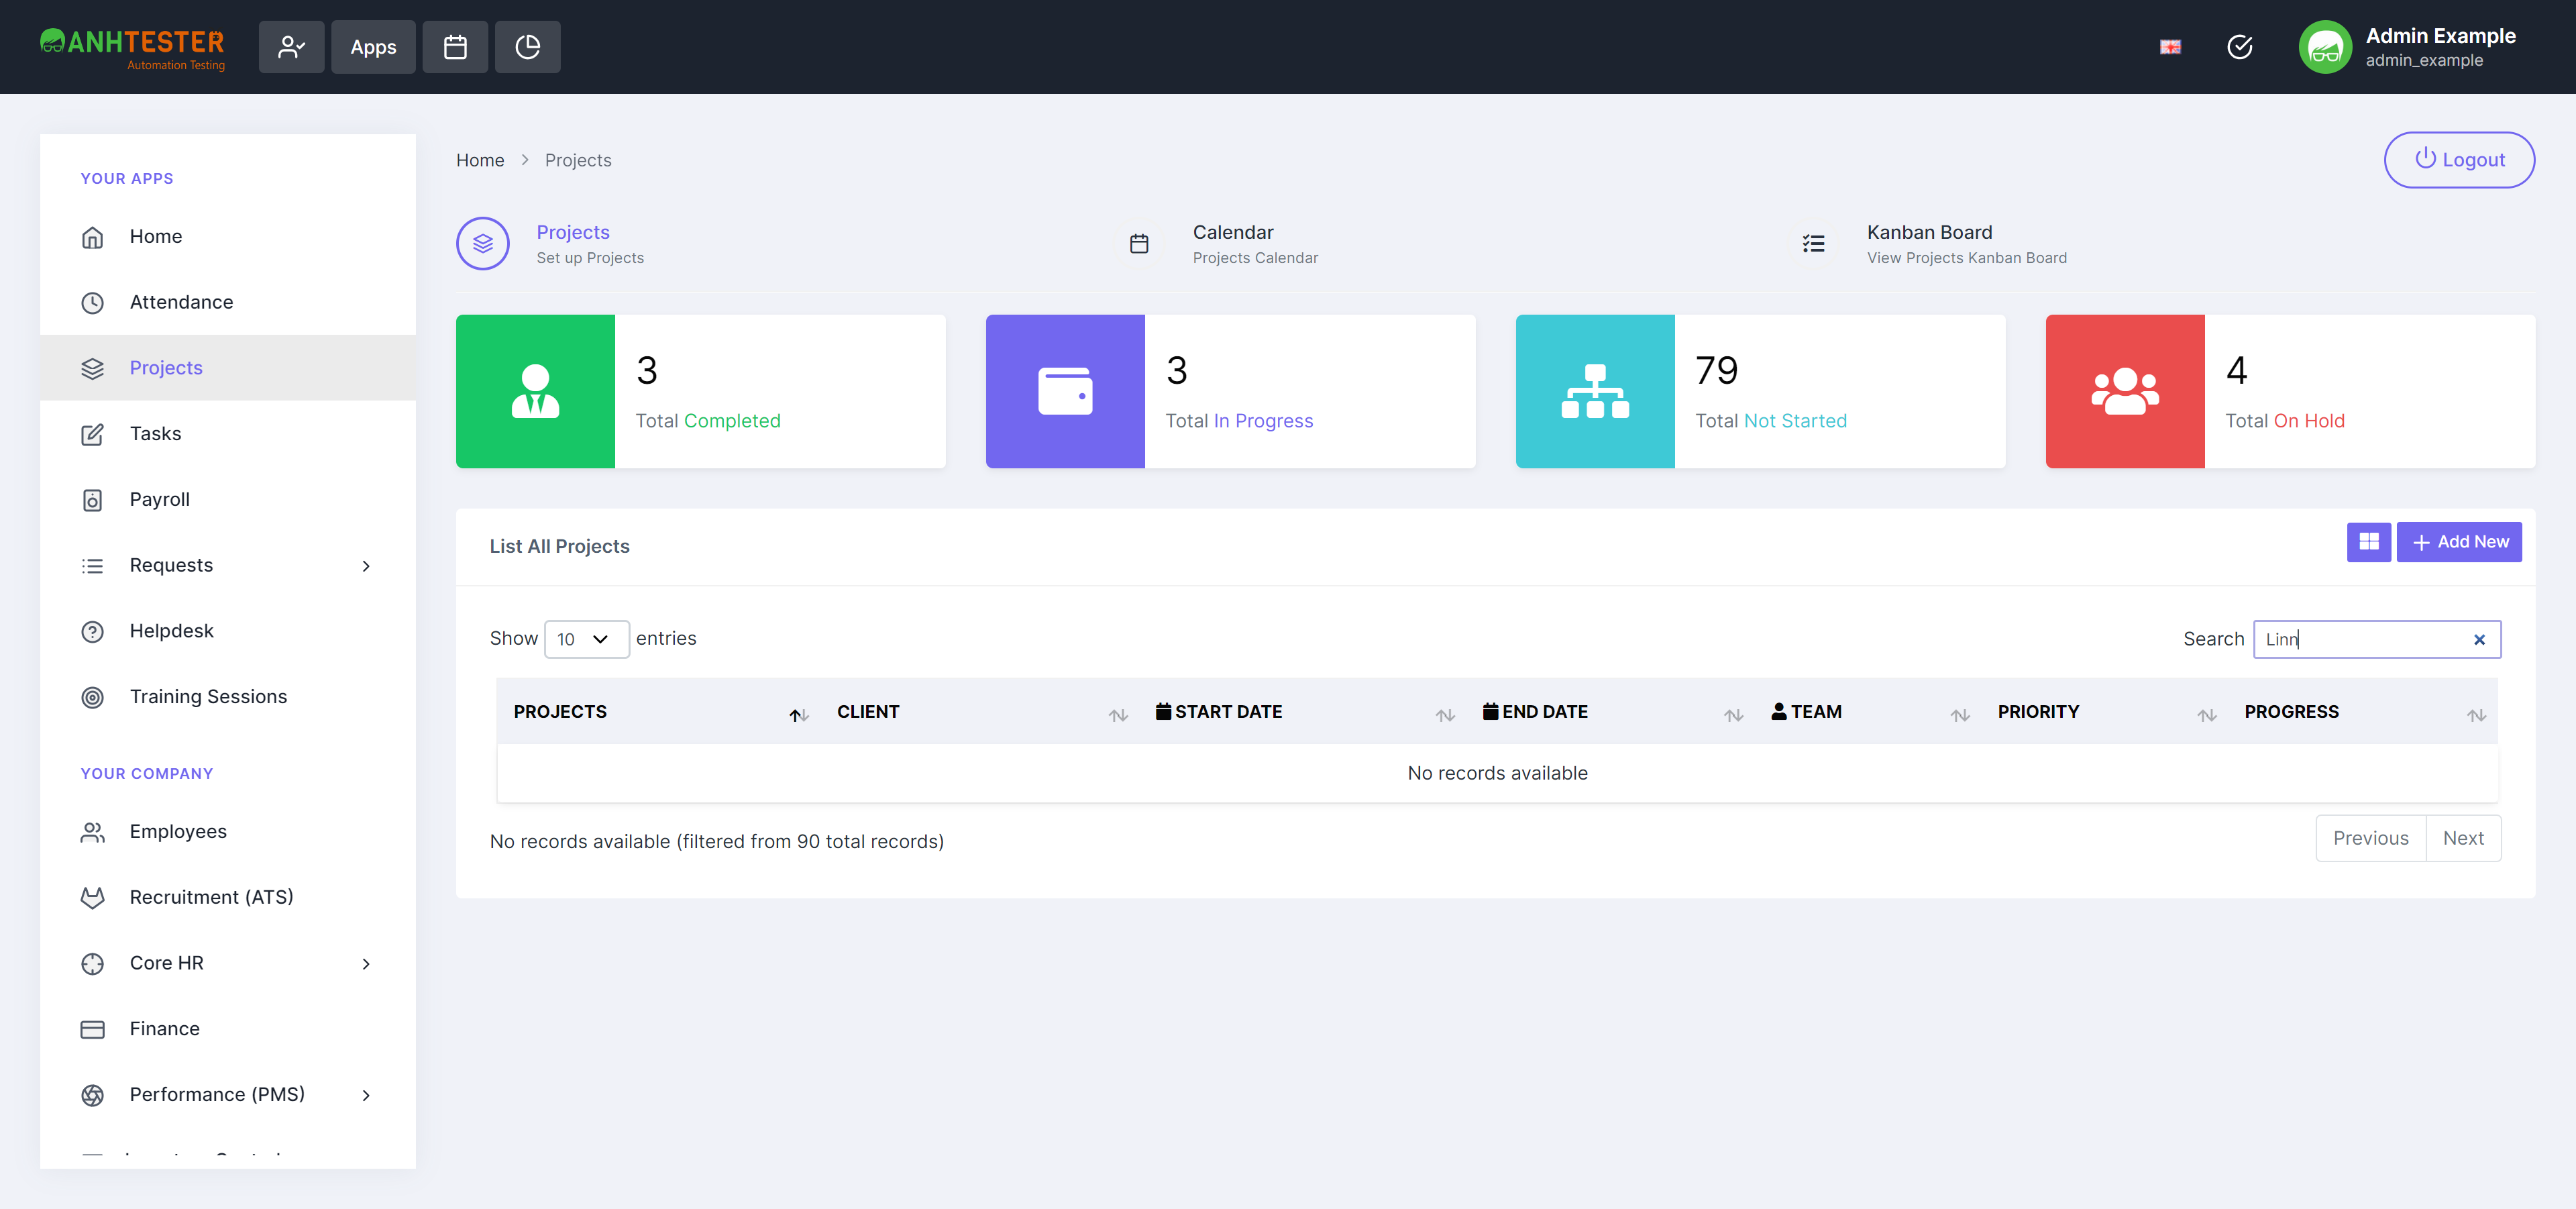 ANHTESTER
Automation Testing
Apps
Admin Example
admin_example
YOUR APPS
Home
Attendance
Projects
Tasks
Payroll
Requests
Helpdesk
Training Sessions
YOUR COMPANY
Employees
Recruitment (ATS)
Core HR
Finance
Performance (PMS)
Home Projects
Logout
Projects
Set up Projects
Calendar
Projects Calendar
Kanban Board
View Projects Kanban Board
3
Total Completed
3
Total In Progress
79
Total Not Started
4
Total On Hold
List All Projects
Add New
Show 10 entries
Search Linn
PROJECTS CLIENT START DATE END DATE TEAM PRIORITY PROGRESS
No records available
No records available (filtered from 90 total records)
Previous Next